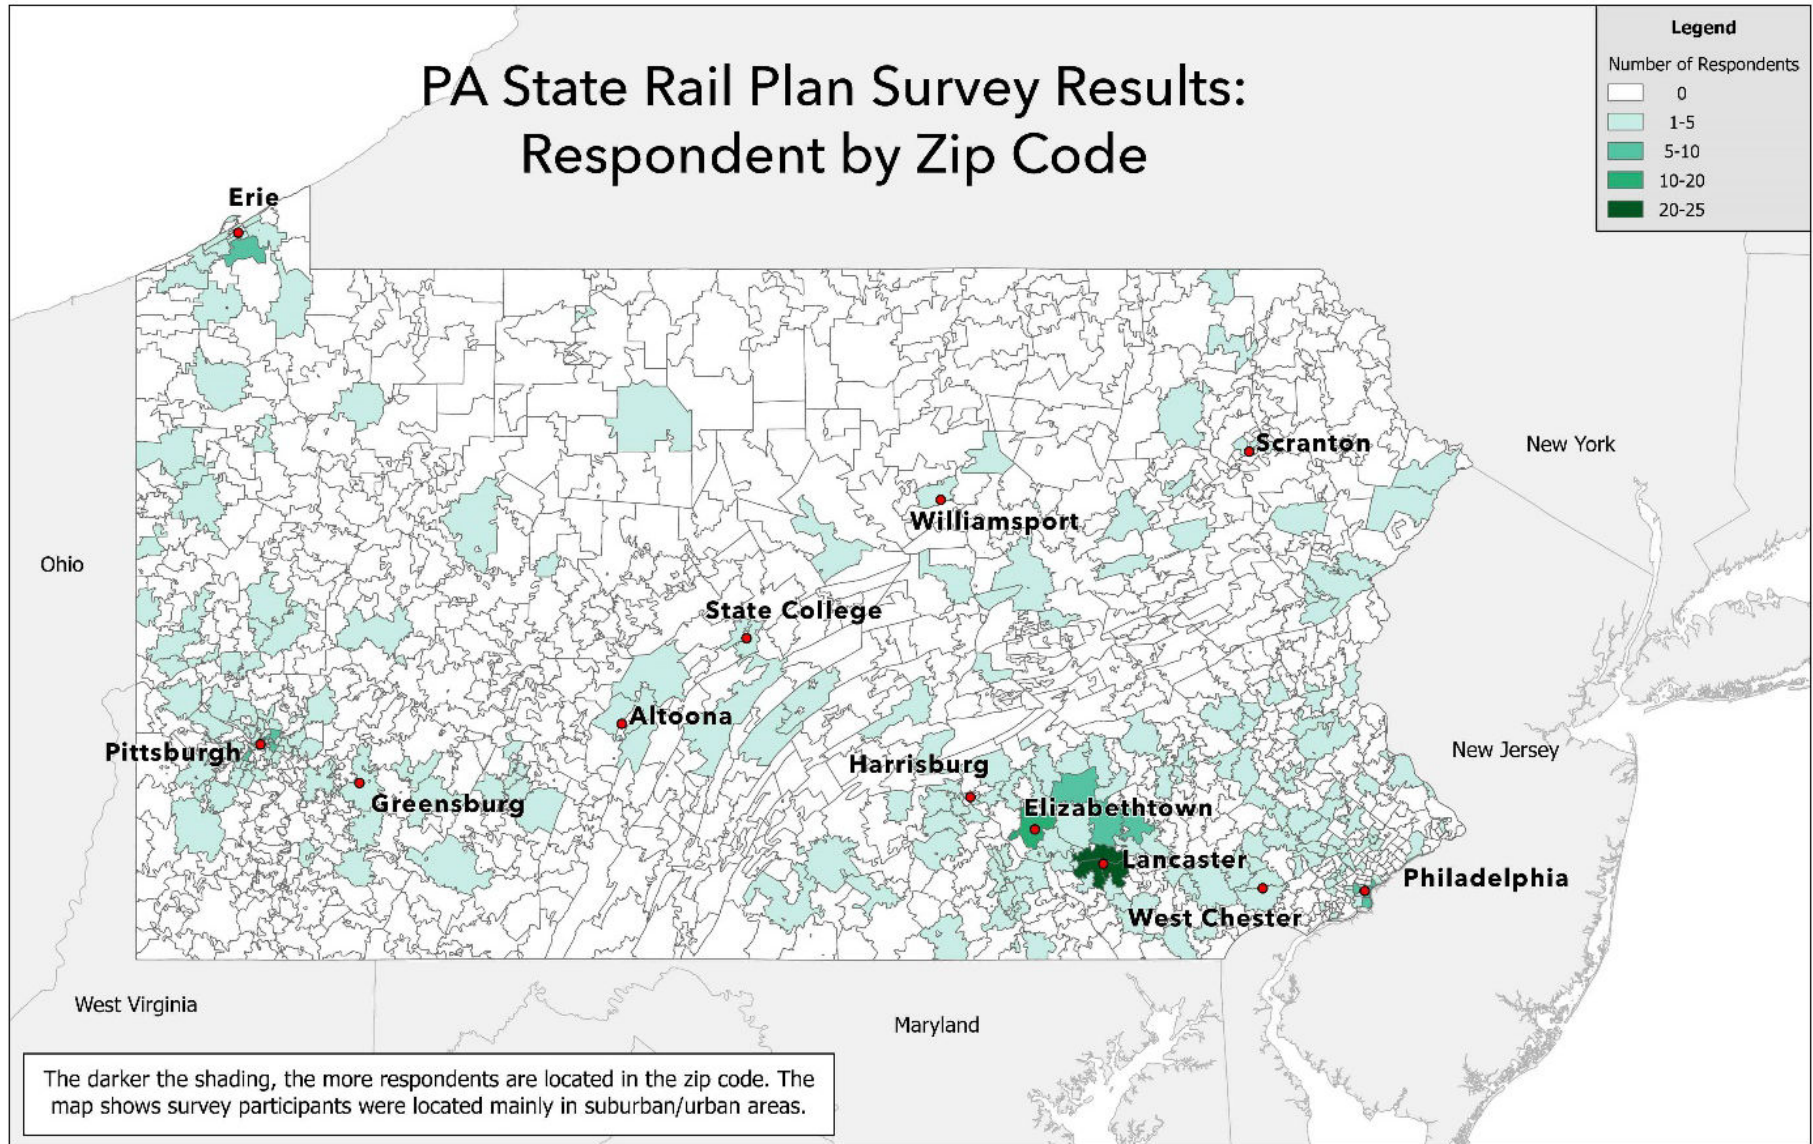 PA State Rail Plan Survey Results:
Respondent by Zip Code
Legend
Number of Respondents
0
1-5
5-10
10-20
20-25
Erie
Scranton
New York
Williamsport
Ohio
State College
Altoona
Pittsburgh
New Jersey
Harrisburg
Greensburg
Elizabethtown
Lancaster
Philadelphia
West Chester
West Virginia
Maryland
The darker the shading, the more respondents are located in the zip code. The
map shows survey participants were located mainly in suburban/urban areas.